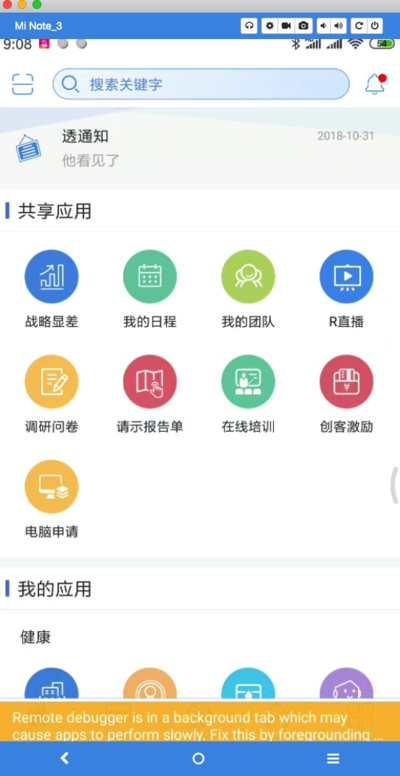 Mi Note_3
9:08
54
搜索关键字
透通知
2018-10-31
他看见了
共享应用
战略显差
我的日程
我的团队
R直播
调研问卷
请示报告单
在线培训
创客激励
电脑申请
我的应用
健康
Remote debugger is in a background tab which may
cause apps to perform slowly. Fix this by foregrounding ...